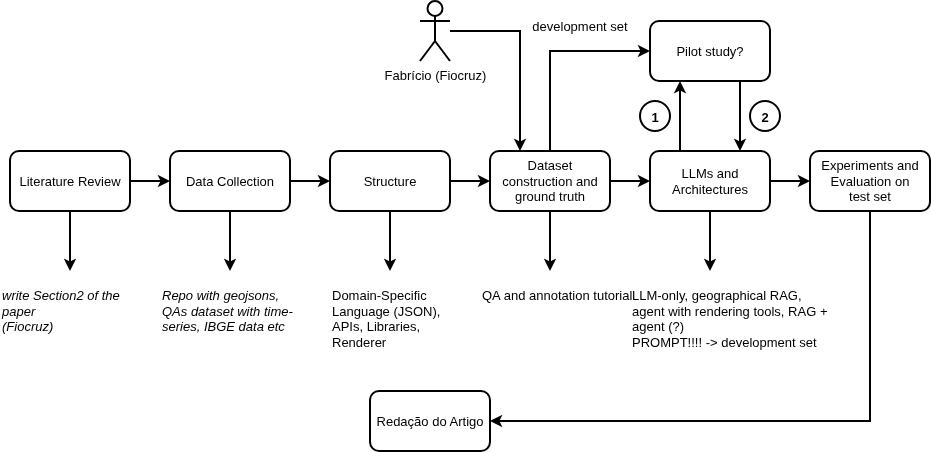 development set
Pilot study?
Fabrício (Fiocruz)
1
2
Literature Review
Data Collection
Structure
Dataset
construction and
ground truth
LLMs and
Architectures
Experiments and
Evaluation on
test set
write Section2 of the
paper
(Fiocruz)
Repo with geojsons,
QAs dataset with time-
series, IBGE data etc
Domain-Specific
Language (JSON),
APIs, Libraries,
Renderer
QA and annotation tutorial
LLM-only, geographical RAG,
agent with rendering tools, RAG +
agent (?)
PROMPT!!!! -> development set
Redação do Artigo